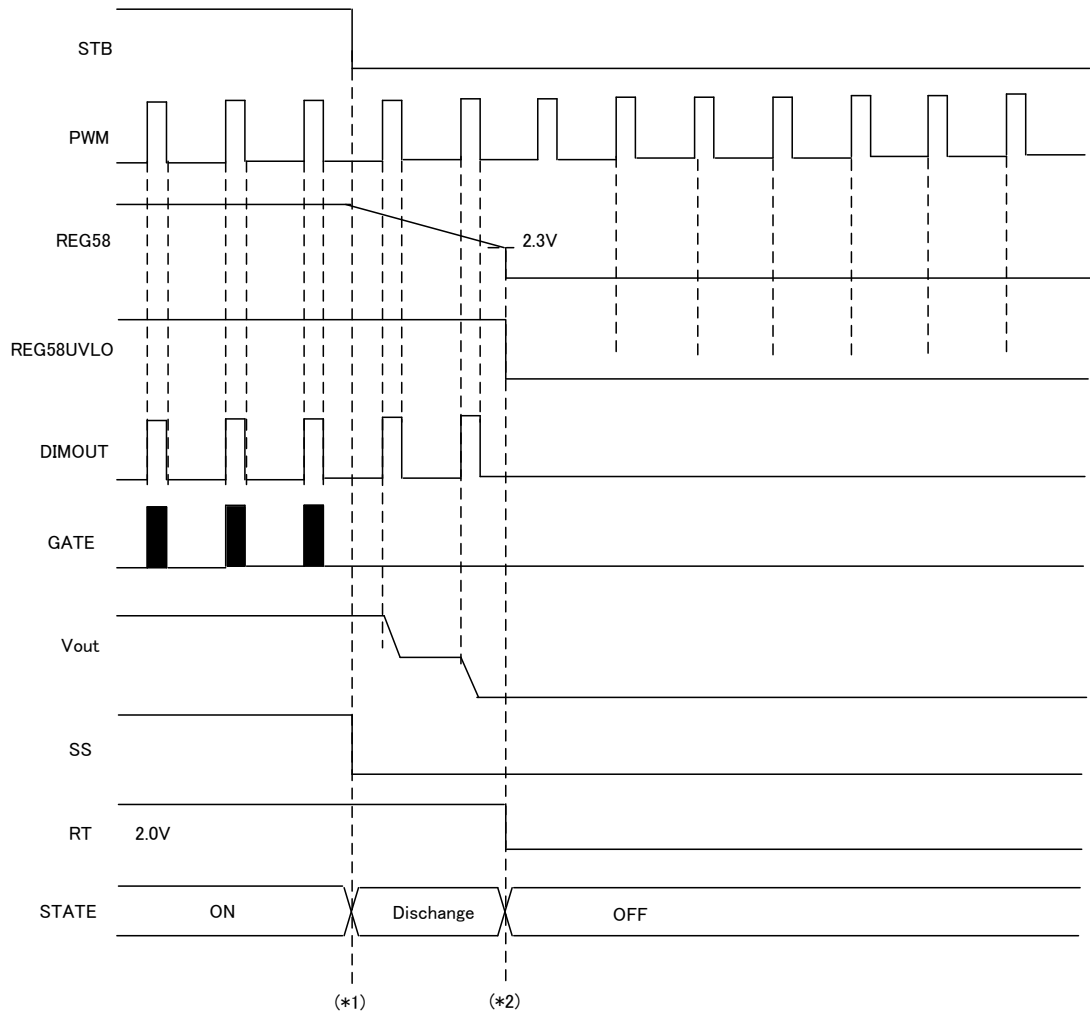 STB
PWM
REG58
2.3V
REG58UVLO
DIMOUT
GATE
Vout
SS
RT
2.0V
STATE
ON
Dischange
OFF
(*1)
(*2)